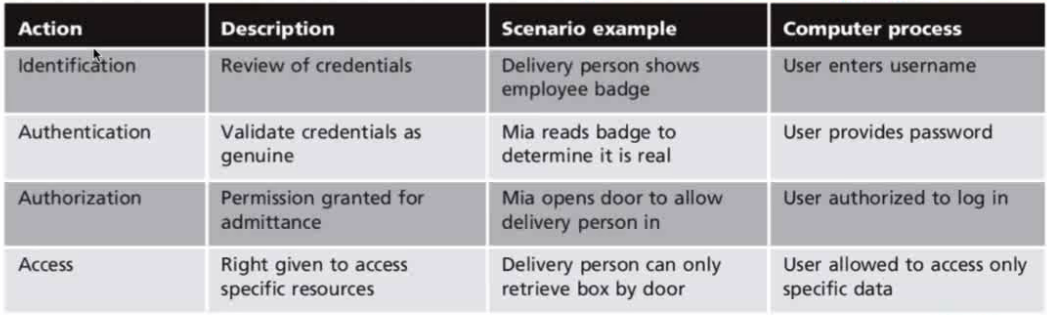 Action Description Scenario example Computer process
Identification Review of credentials Delivery person shows User enters username
employee badge
Authentication Validate credentials as Mia reads badge to User provides password
genuine determine it is real
Authorization Permission granted for Mia opens door to allow User authorized to log in
admittance delivery person in
Access Right given to access Delivery person can only User allowed to access only
specific resources retrieve box by door specific data